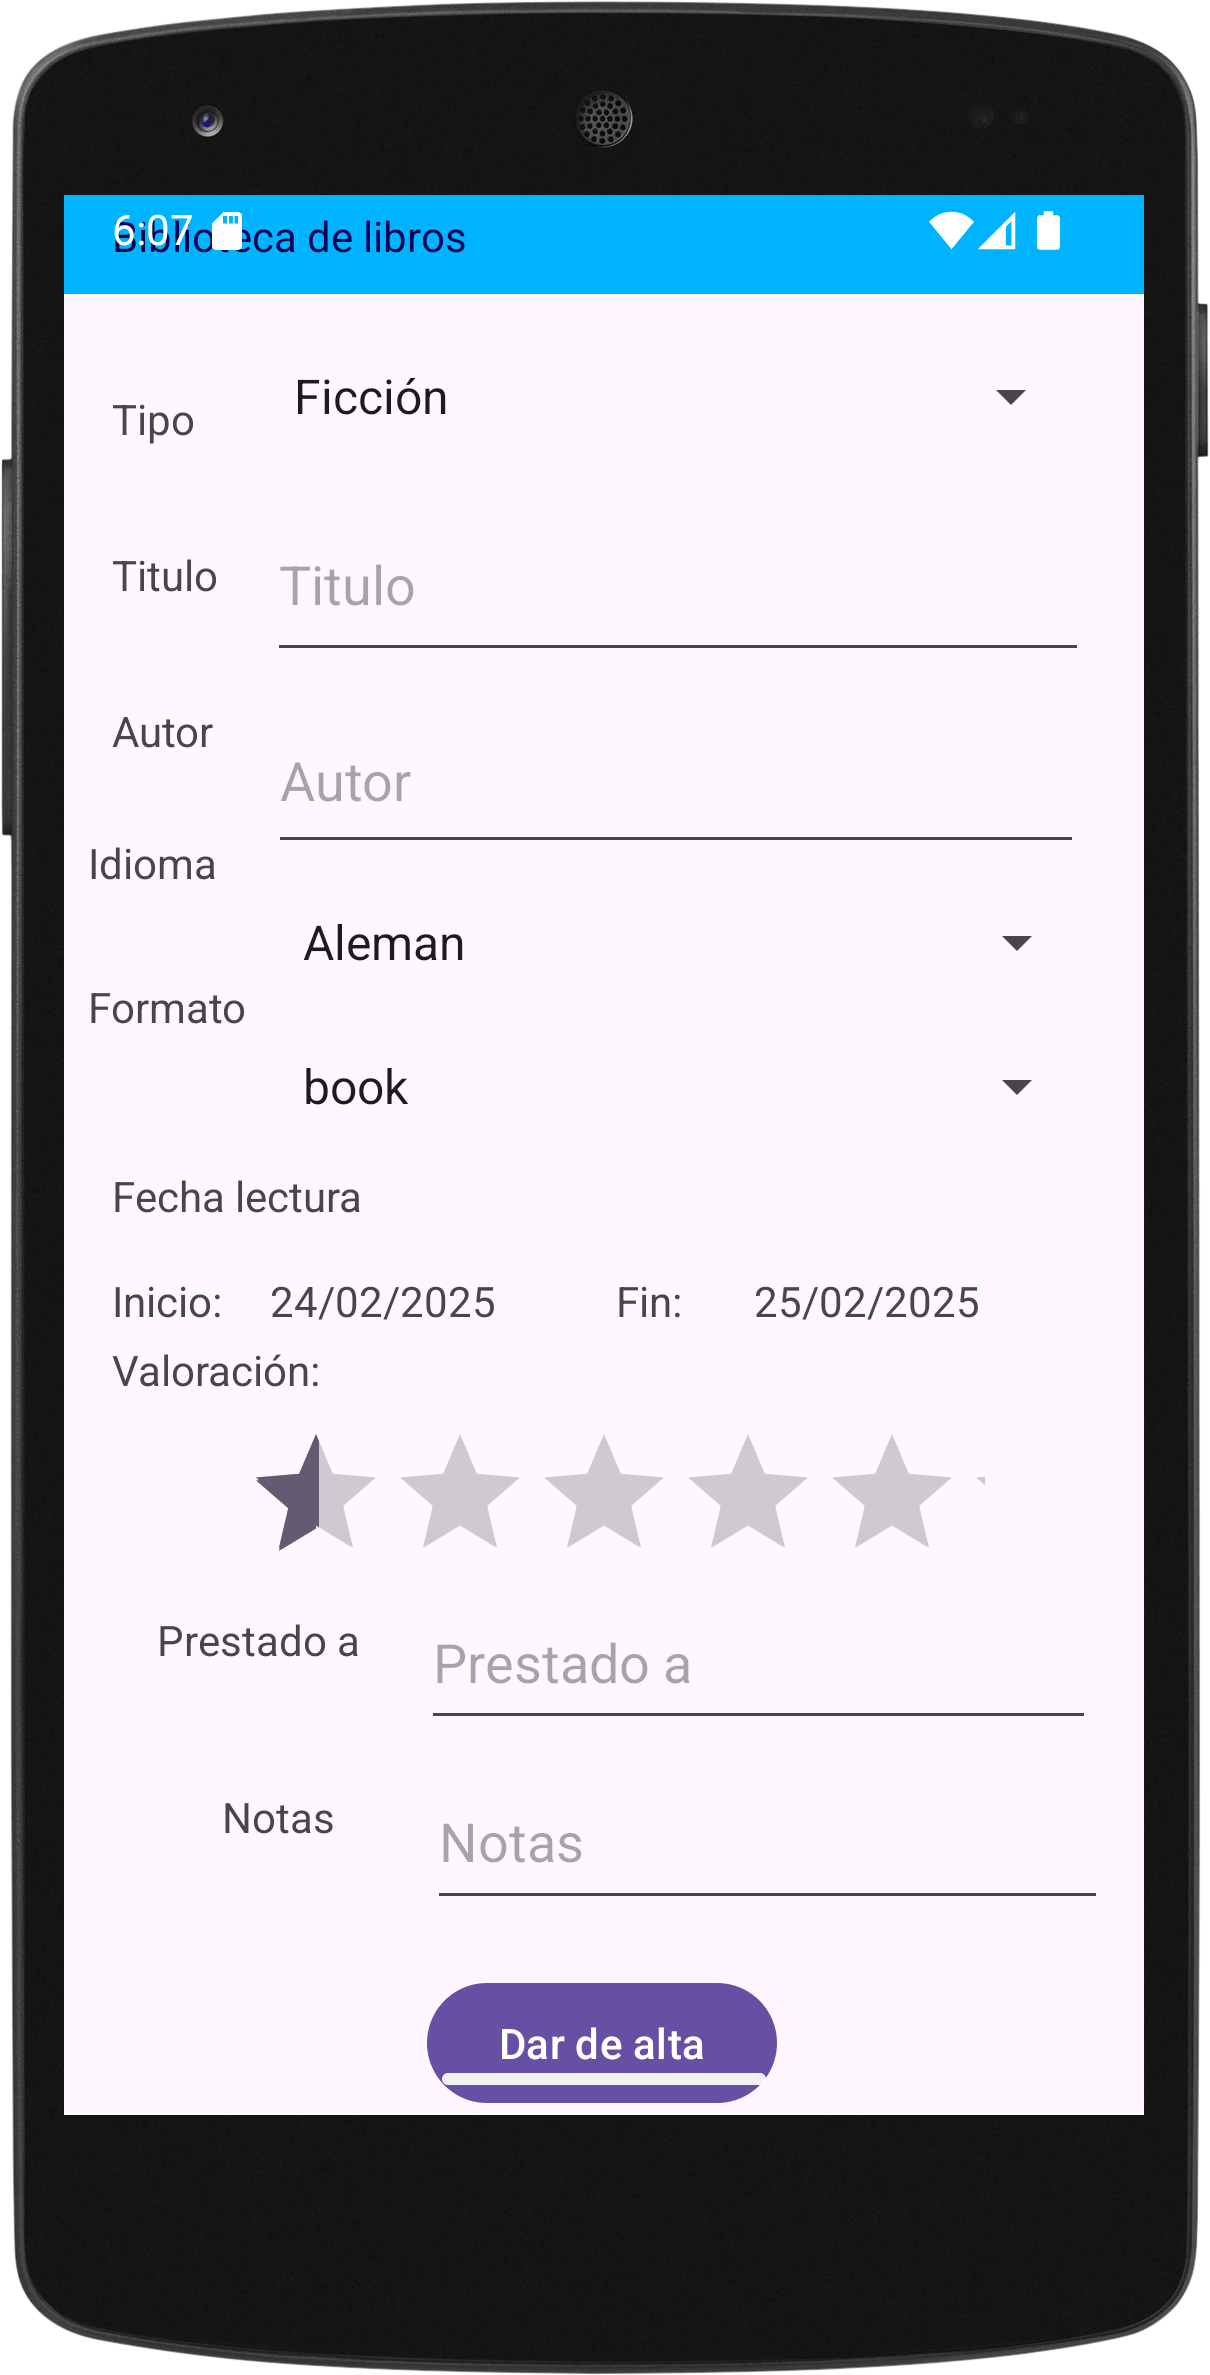 6:07
Biblioteca de libros
Tipo
Ficción
Titulo
Titulo
Autor
Autor
Idioma
Aleman
Formato
book
Fecha lectura
Inicio: 24/02/2025 Fin: 25/02/2025
Valoración:
Prestado a
Prestado a
Notas
Notas
Dar de alta